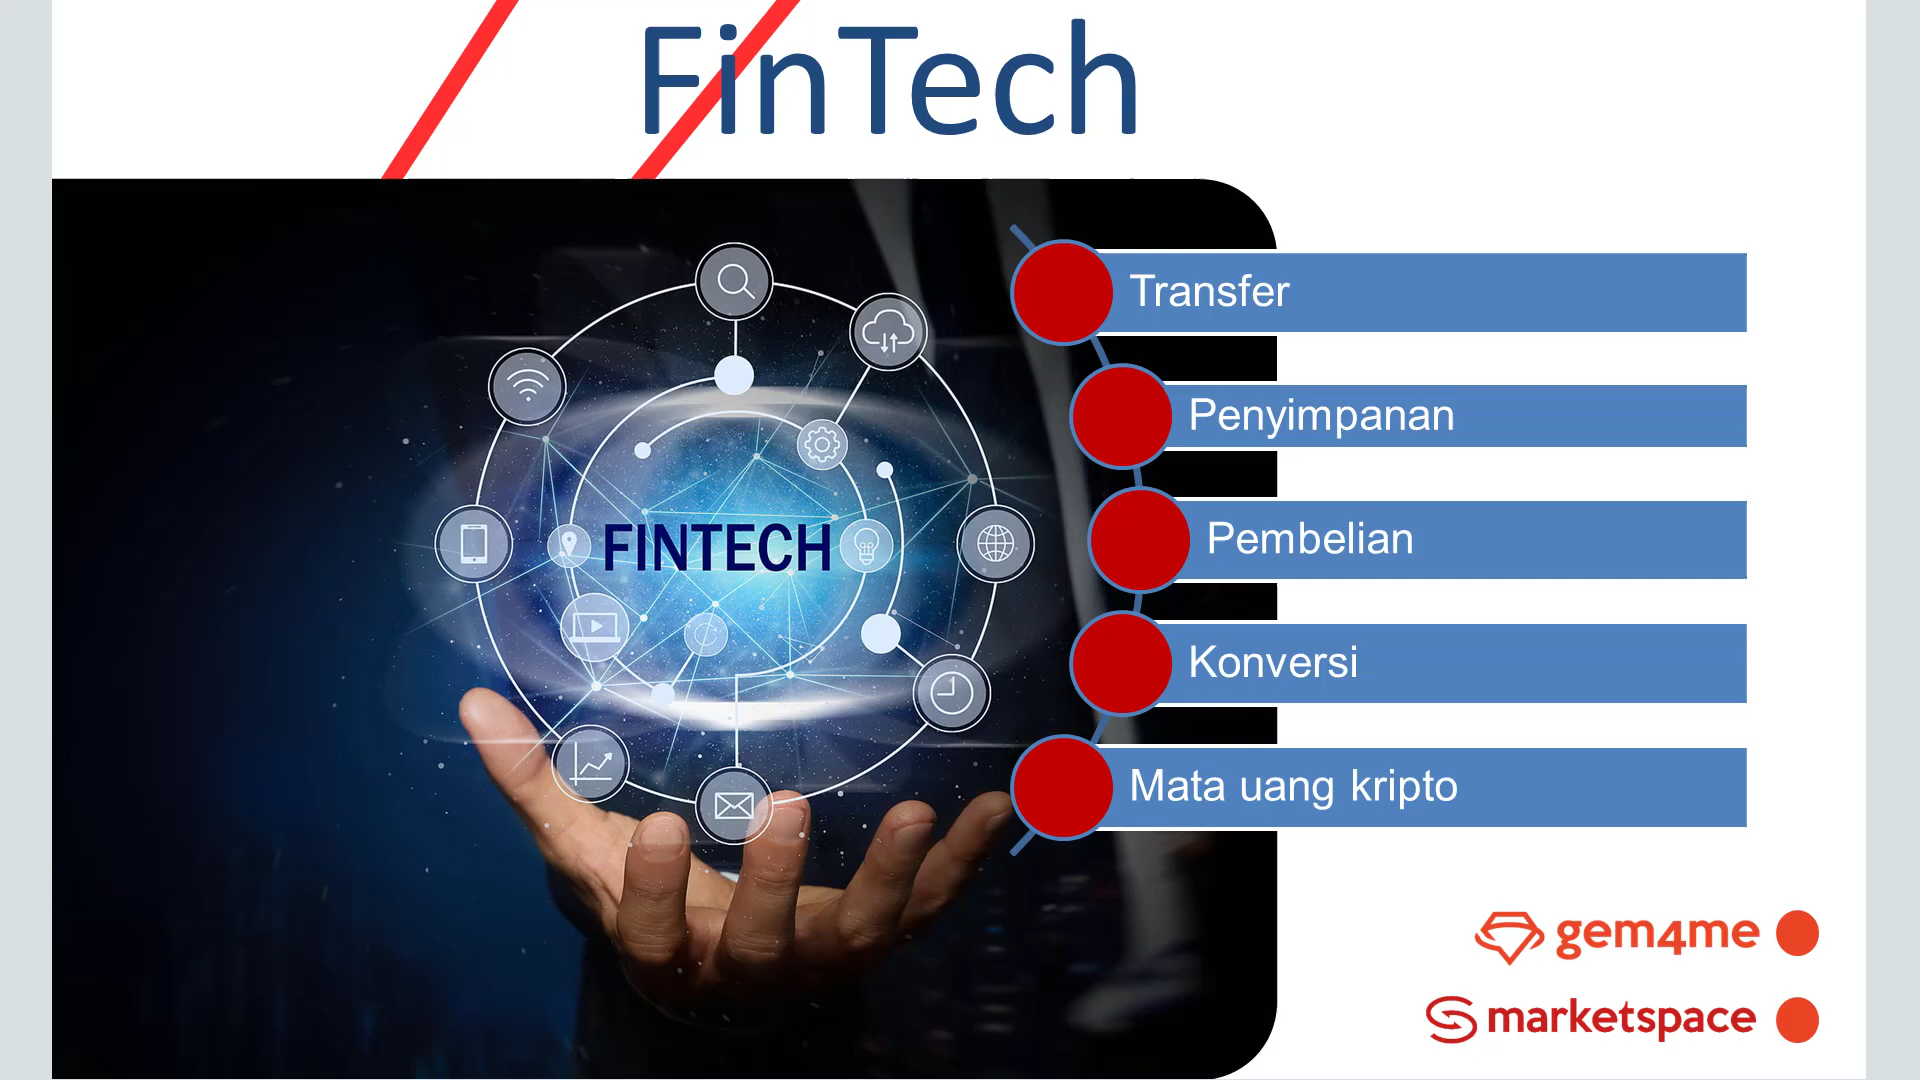 FinTech
FINTECH
Transfer
Penyimpanan
Pembelian
Konversi
Mata uang kripto
gem4me
marketspace